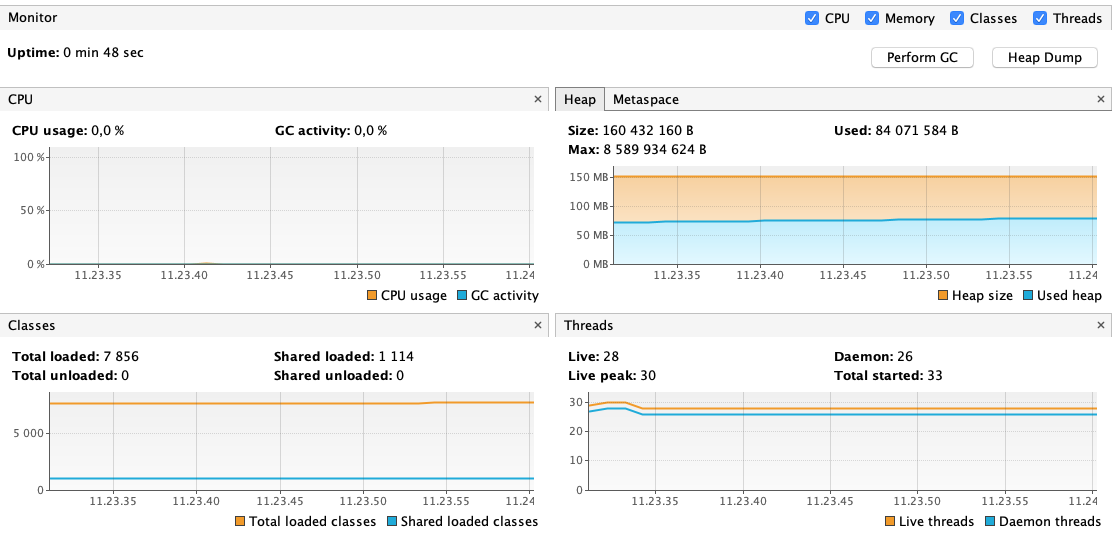 Monitor
CPU Memory Classes Threads
Uptime: 0 min 48 sec
Perform GC Heap Dump
CPU ×
CPU usage: 0,0 % GC activity: 0,0 %
100 %
50 %
0 %
11.23.35 11.23.40 11.23.45 11.23.50 11.23.55 11.24
CPU usage GC activity
Heap Metaspace ×
Size: 160 432 160 B Used: 84 071 584 B
Max: 8 589 934 624 B
150 MB
100 MB
50 MB
0 MB
11.23.35 11.23.40 11.23.45 11.23.50 11.23.55 11.24
Heap size Used heap
Classes ×
Total loaded: 7 856 Shared loaded: 1 114
Total unloaded: 0 Shared unloaded: 0
5 000
0
11.23.35 11.23.40 11.23.45 11.23.50 11.23.55 11.24
Total loaded classes Shared loaded classes
Threads ×
Live: 28 Daemon: 26
Live peak: 30 Total started: 33
30
20
10
0
11.23.35 11.23.40 11.23.45 11.23.50 11.23.55 11.24
Live threads Daemon threads